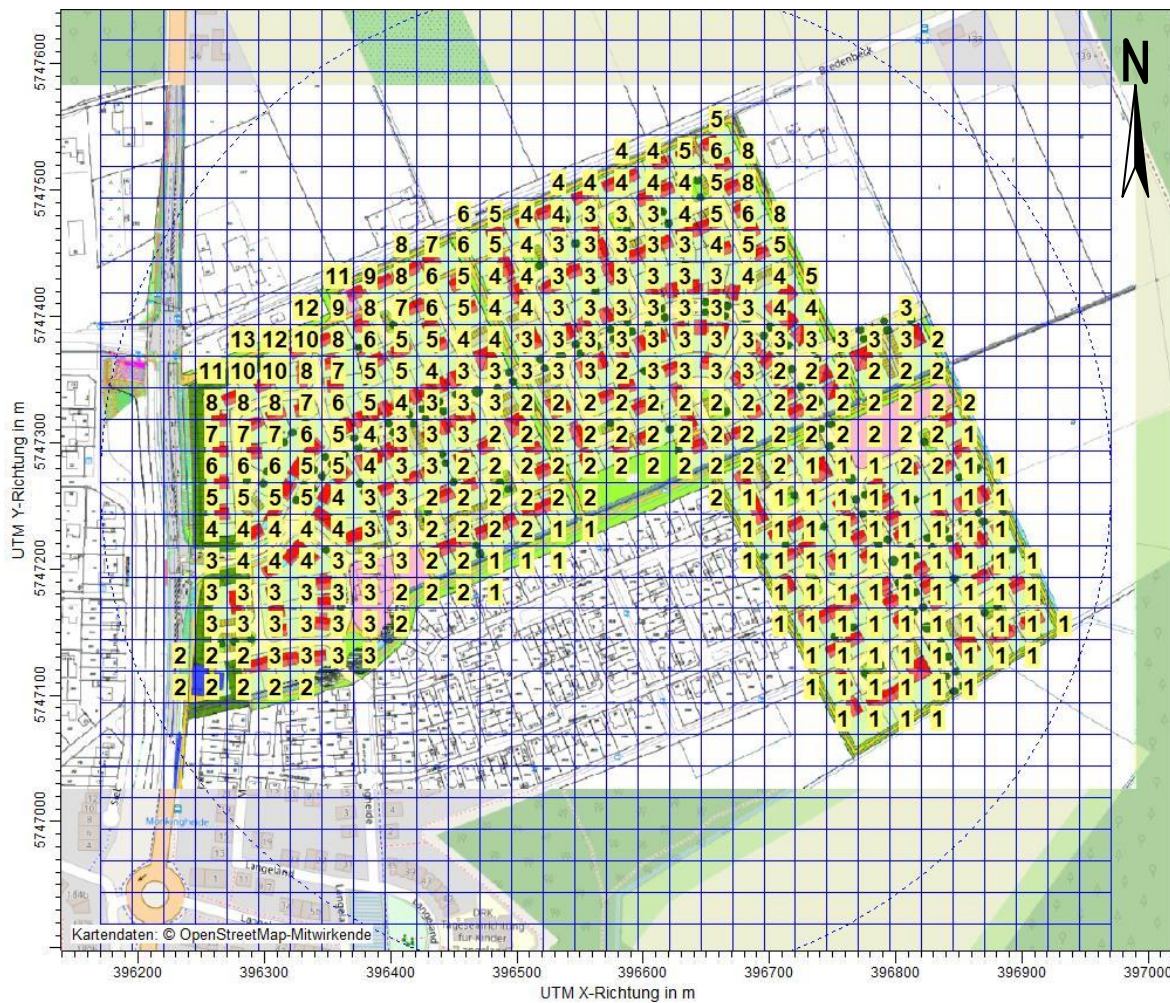 N
5747600
5747500
5747400
5747300
5747200
5747100
5747000
UTM Y-Richtung in m
Bredenbeck
133
139
5
4 4 5 6 8
4 4 4 4 4 5 8
6 5 4 4 3 3 3 4 5 6 8
8 7 6 5 4 3 3 3 3 3 4 5 5
11 9 8 6 5 4 4 3 3 3 3 3 3 4 4 5
12 9 8 7 6 5 4 4 3 3 3 3 3 3 3 4 4 3
13 12 10 8 6 5 5 4 4 3 3 3 3 3 3 3 3 3 3 3 3 3 2
11 10 10 8 7 5 5 4 3 3 3 3 3 2 3 3 3 3 2 2 2 2 2 2
8 8 8 7 6 5 4 3 3 3 2 2 2 2 2 2 2 2 2 2 2 2 2 2 2
7 7 7 6 5 4 3 3 3 2 2 2 2 2 2 2 2 2 2 2 2 2 2 2 1
6 6 6 5 5 4 3 3 2 2 2 2 2 2 2 2 2 2 2 1 1 1 2 2 1 1
5 5 5 5 4 3 3 2 2 2 2 2 2 2 1 1 1 1 1 1 1 1 1
4 4 4 4 4 3 3 2 2 2 2 1 1 1 1 1 1 1 1 1 1 1
3 4 4 4 3 3 3 2 2 1 1 1 1 1 1 1 1 1 1 1 1 1
3 3 3 3 3 3 2 2 2 1 1 1 1 1 1 1 1 1 1
3 3 3 3 3 3 2 1 1 1 1 1 1 1 1 1 1
2 2 2 3 3 3 3 1 1 1 1 1 1 1 1
2 2 2 2 2 1 1 1 1 1 1
1 1 1 1
Mönkingheide
Langeland
DRK
Tageseinrichtung
für Kinder
Langeland
Kartendaten: © OpenStreetMap-Mitwirkende
396200 396300 396400 396500 396600 396700 396800 396900 397000
UTM X-Richtung in m